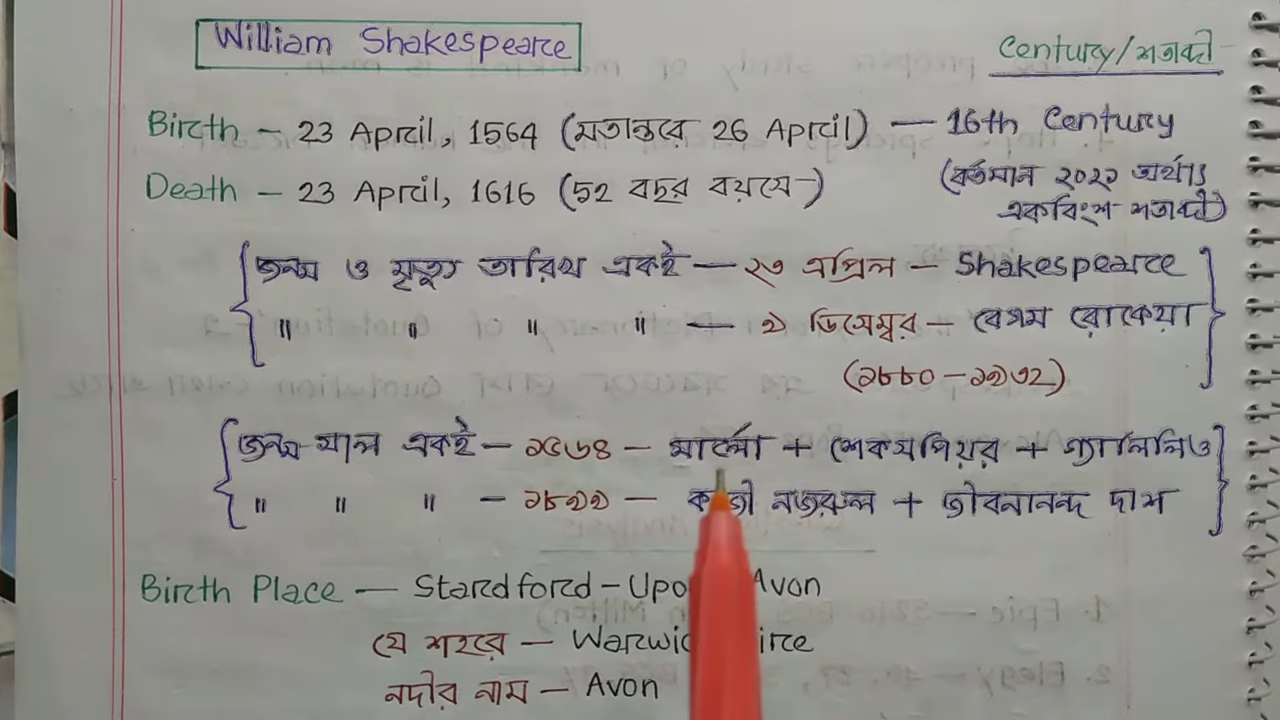 William Shakespeare
Century/শতাব্দী
Birth – 23 April, 1564 (মতান্তরে 26 April) – 16th Century
Death – 23 April, 1616 (৫২ বছর বয়সে) (বর্তমান ২০২২ অর্থাৎ
একবিংশ শতাব্দী)
জন্ম ও মৃত্যু তারিখ একই – ২৩ এপ্রিল – Shakespeare
" " " " – ৯ ডিসেম্বর – বেগম রোকেয়া
(১৮৮০ – ১৯৩২)
জন্ম সাল একই – ১৫৬৪ – মার্লো + শেকসপিয়র + গ্যালিলিও
" " " – ১৮৯৯ – কাজী নজরুল + জীবনানন্দ দাশ
Birth Place – Stardford-Upo Avon
যে শহরে – Warwic ire
নদীর নাম – Avon